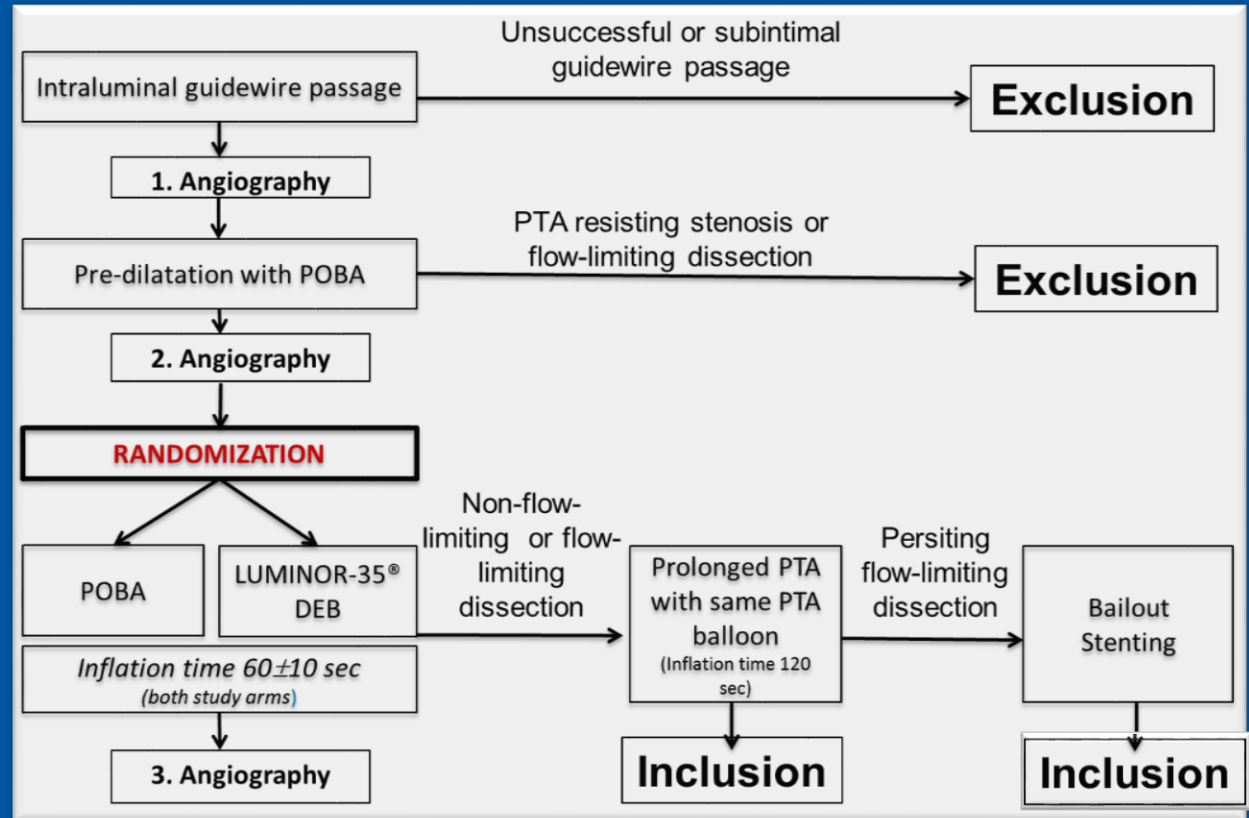 Unsuccessful or subintimal
guidewire passage
Intraluminal guidewire passage
Exclusion
1. Angiography
PTA resisting stenosis or
flow-limiting dissection
Pre-dilatation with POBA
Exclusion
2. Angiography
RANDOMIZATION
POBA
LUMINOR-35®
DEB
Non-flow-
limiting or flow-
limiting
dissection
Prolonged PTA
with same PTA
balloon
(Inflation time 120
sec)
Persiting
flow-limiting
dissection
Bailout
Stenting
Inflation time 60±10 sec
(both study arms)
3. Angiography
Inclusion
Inclusion